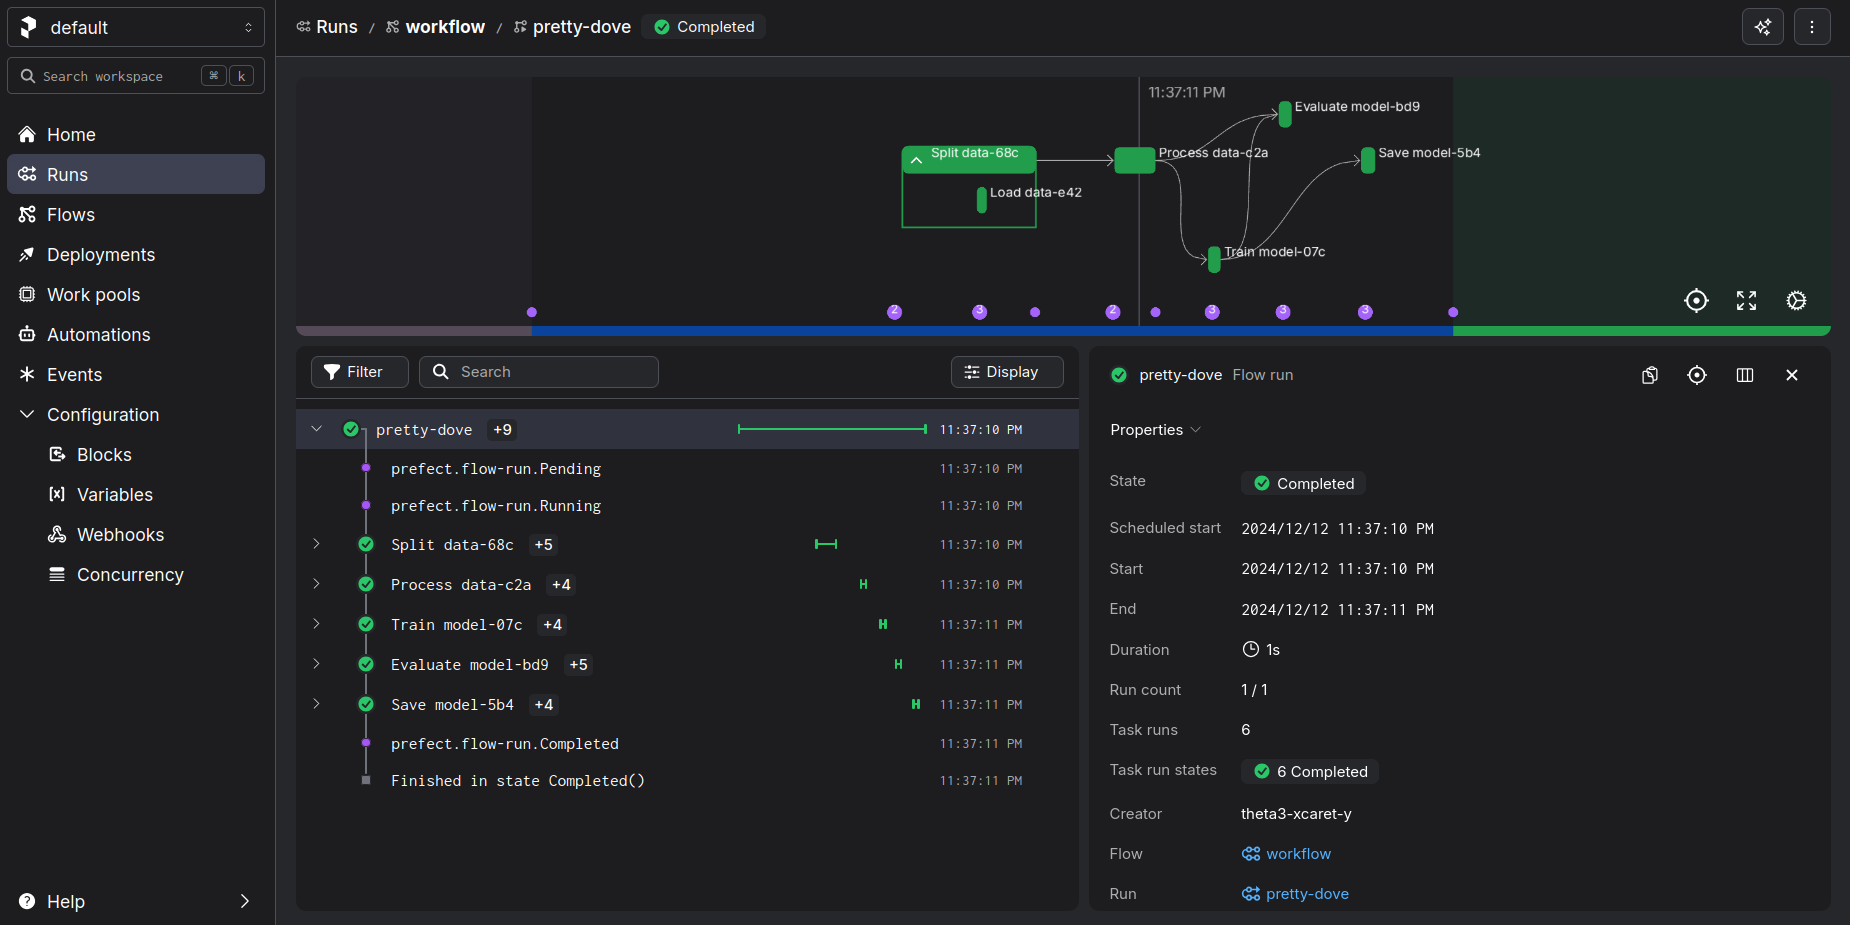 default
Search workspace ⌘ k
Home
Runs
Flows
Deployments
Work pools
Automations
Events
Configuration
Blocks
Variables
Webhooks
Concurrency
Help
Runs / workflow / pretty-dove Completed
11:37:11 PM
Evaluate model-bd9
Split data-68c
Process data-c2a
Save model-5b4
Load data-e42
Train model-07c
2 3 2 3 3 3
Filter Search Display
pretty-dove +9 11:37:10 PM
prefect.flow-run.Pending 11:37:10 PM
prefect.flow-run.Running 11:37:10 PM
Split data-68c +5 11:37:10 PM
Process data-c2a +4 11:37:10 PM
Train model-07c +4 11:37:11 PM
Evaluate model-bd9 +5 11:37:11 PM
Save model-5b4 +4 11:37:11 PM
prefect.flow-run.Completed 11:37:11 PM
Finished in state Completed() 11:37:11 PM
pretty-dove Flow run
Properties
State Completed
Scheduled start 2024/12/12 11:37:10 PM
Start 2024/12/12 11:37:10 PM
End 2024/12/12 11:37:11 PM
Duration 1s
Run count 1 / 1
Task runs 6
Task run states 6 Completed
Creator theta3-xcaret-y
Flow workflow
Run pretty-dove